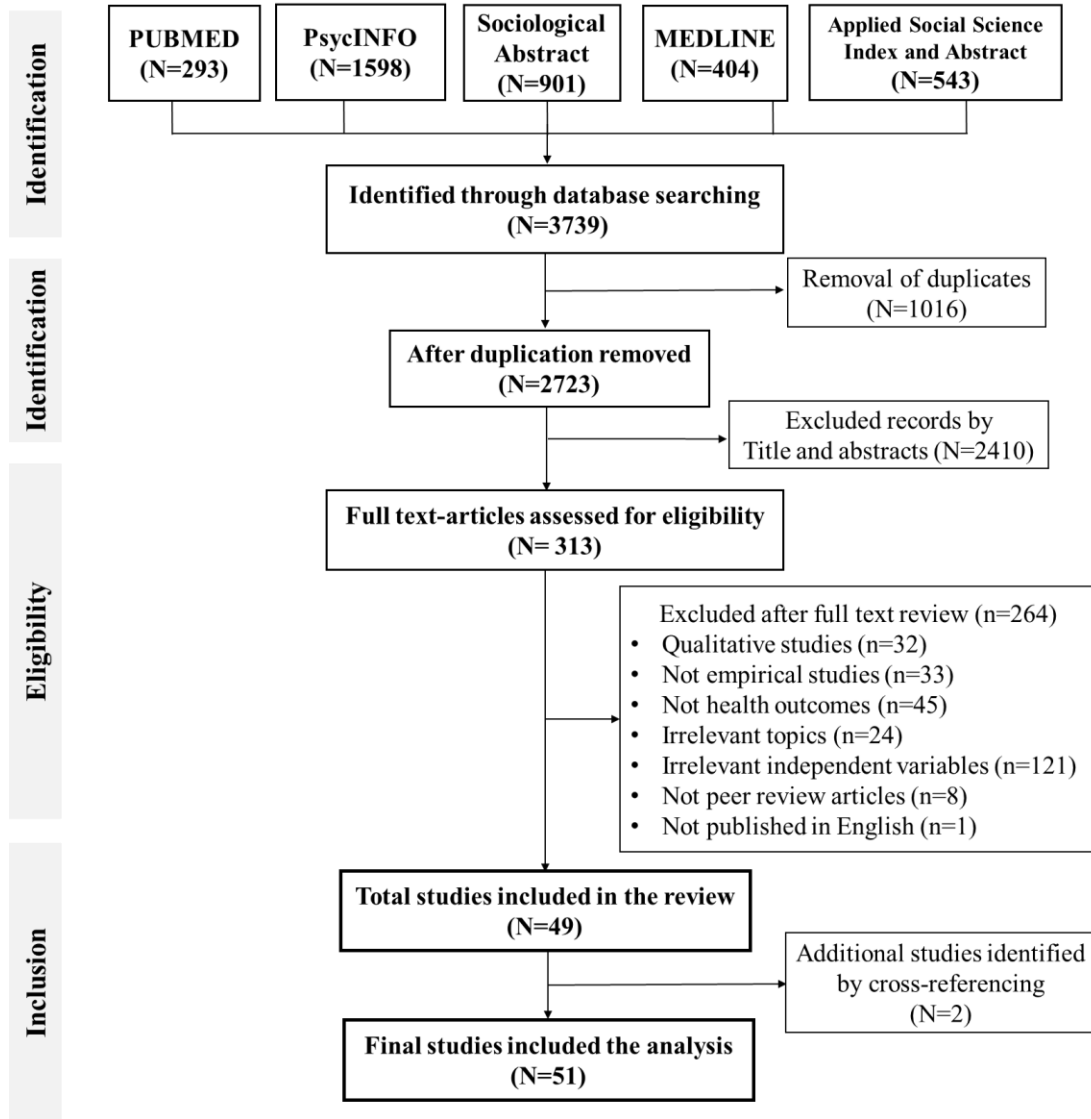 Identification
PUBMED
(N=293)
PsycINFO
(N=1598)
Sociological
Abstract
(N=901)
MEDLINE
(N=404)
Applied Social Science
Index and Abstract
(N=543)
Identified through database searching
(N=3739)
Identification
Removal of duplicates
(N=1016)
After duplication removed
(N=2723)
Excluded records by
Title and abstracts (N=2410)
Eligibility
Full text-articles assessed for eligibility
(N= 313)
Excluded after full text review (n=264)
• Qualitative studies (n=32)
• Not empirical studies (n=33)
• Not health outcomes (n=45)
• Irrelevant topics (n=24)
• Irrelevant independent variables (n=121)
• Not peer review articles (n=8)
• Not published in English (n=1)
Inclusion
Total studies included in the review
(N=49)
Additional studies identified
by cross-referencing
(N=2)
Final studies included the analysis
(N=51)